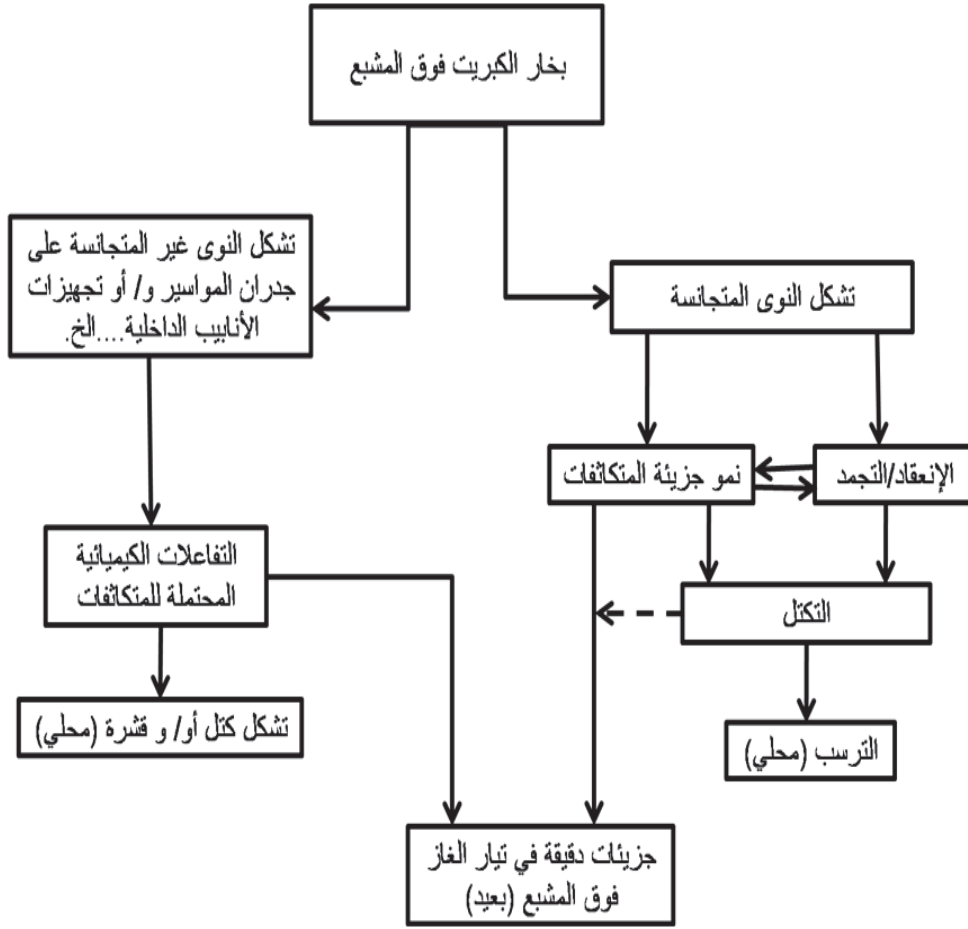 بخار الكبريت فوق المشبع
تشكل النوى غير المتجانسة على
جدران المواسير و/ أو تجهيزات
الأنابيب الداخلية....الخ.
تشكل النوى المتجانسة
نمو جزيئة المتكاثفات
الإنعقاد/التجمد
التفاعلات الكيميائية
المحتملة للمتكاثفات
التكتل
تشكل كتل أو/ و قشرة (محلي)
الترسب (محلي)
جزيئات دقيقة في تيار الغاز
فوق المشبع (بعيد)